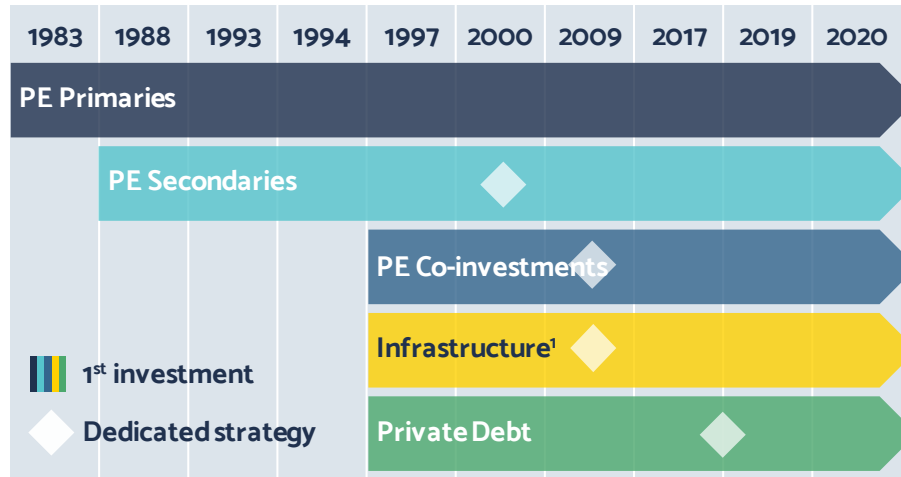 1983 1988 1993 1994 1997 2000 2009 2017 2019 2020
PE Primaries
PE Secondaries
PE Co-investments
Infrastructure¹
1st investment
Dedicated strategy
Private Debt